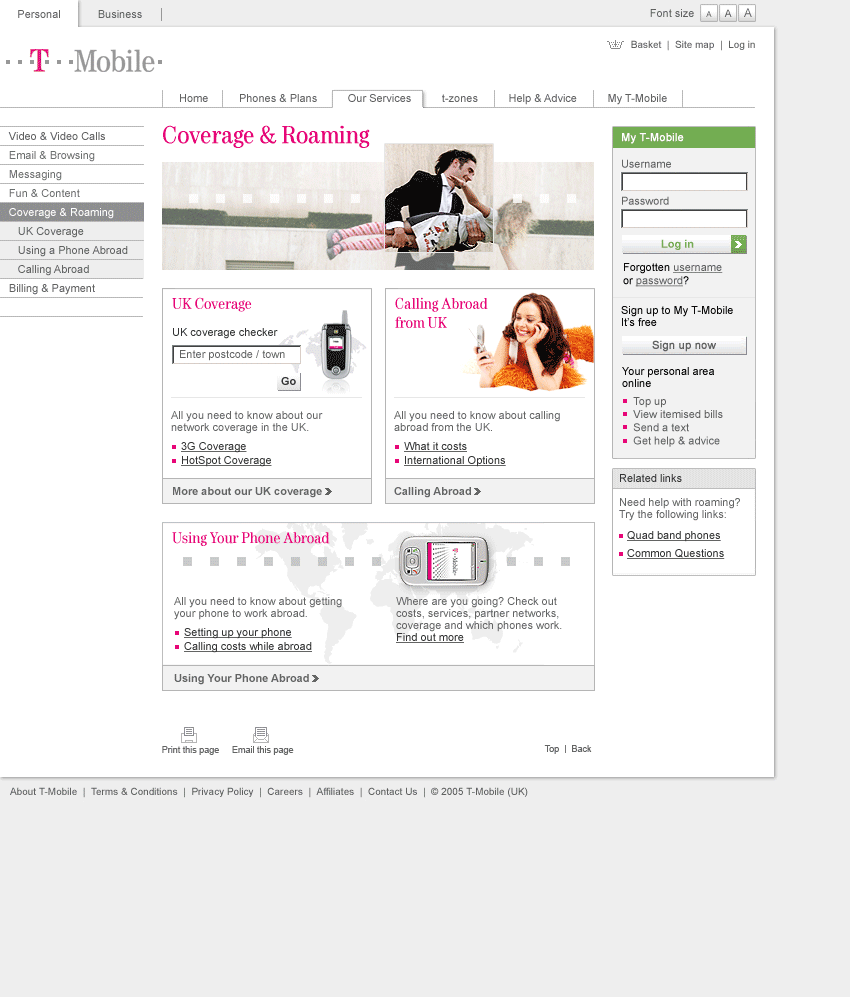 Personal
Business
Font size A A A
Basket | Site map | Log in
T-Mobile
Home
Phones & Plans
Our Services
t-zones
Help & Advice
My T-Mobile
Video & Video Calls
Email & Browsing
Messaging
Fun & Content
Coverage & Roaming
UK Coverage
Using a Phone Abroad
Calling Abroad
Billing & Payment
Coverage & Roaming
UK Coverage
UK coverage checker
Enter postcode / town
Go
All you need to know about our
network coverage in the UK.
3G Coverage
HotSpot Coverage
More about our UK coverage
Calling Abroad
from UK
All you need to know about calling
abroad from the UK.
What it costs
International Options
Calling Abroad
Using Your Phone Abroad
All you need to know about getting
your phone to work abroad.
Setting up your phone
Calling costs while abroad
T-Mobile
Where are you going? Check out
costs, services, partner networks,
coverage and which phones work.
Find out more
Using Your Phone Abroad
My T-Mobile
Username
Password
Log in
Forgotten username
or password?
Sign up to My T-Mobile
It's free
Sign up now
Your personal area
online
Top up
View itemised bills
Send a text
Get help & advice
Related links
Need help with roaming?
Try the following links:
Quad band phones
Common Questions
Print this page
Email this page
Top | Back
About T-Mobile | Terms & Conditions | Privacy Policy | Careers | Affiliates | Contact Us | © 2005 T-Mobile (UK)